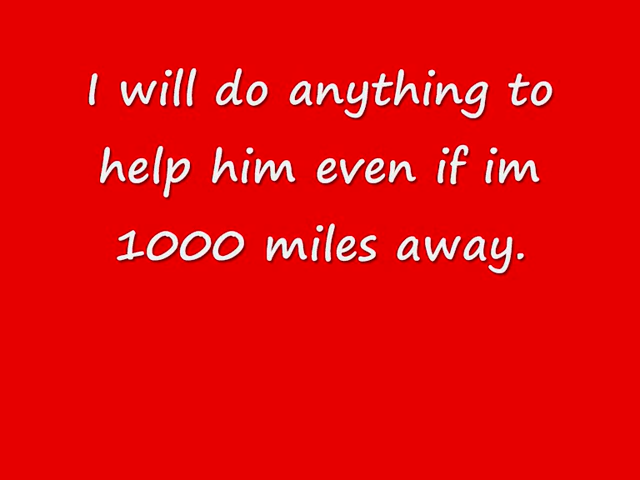 I will do anything to
help him even if im
1000 miles away.